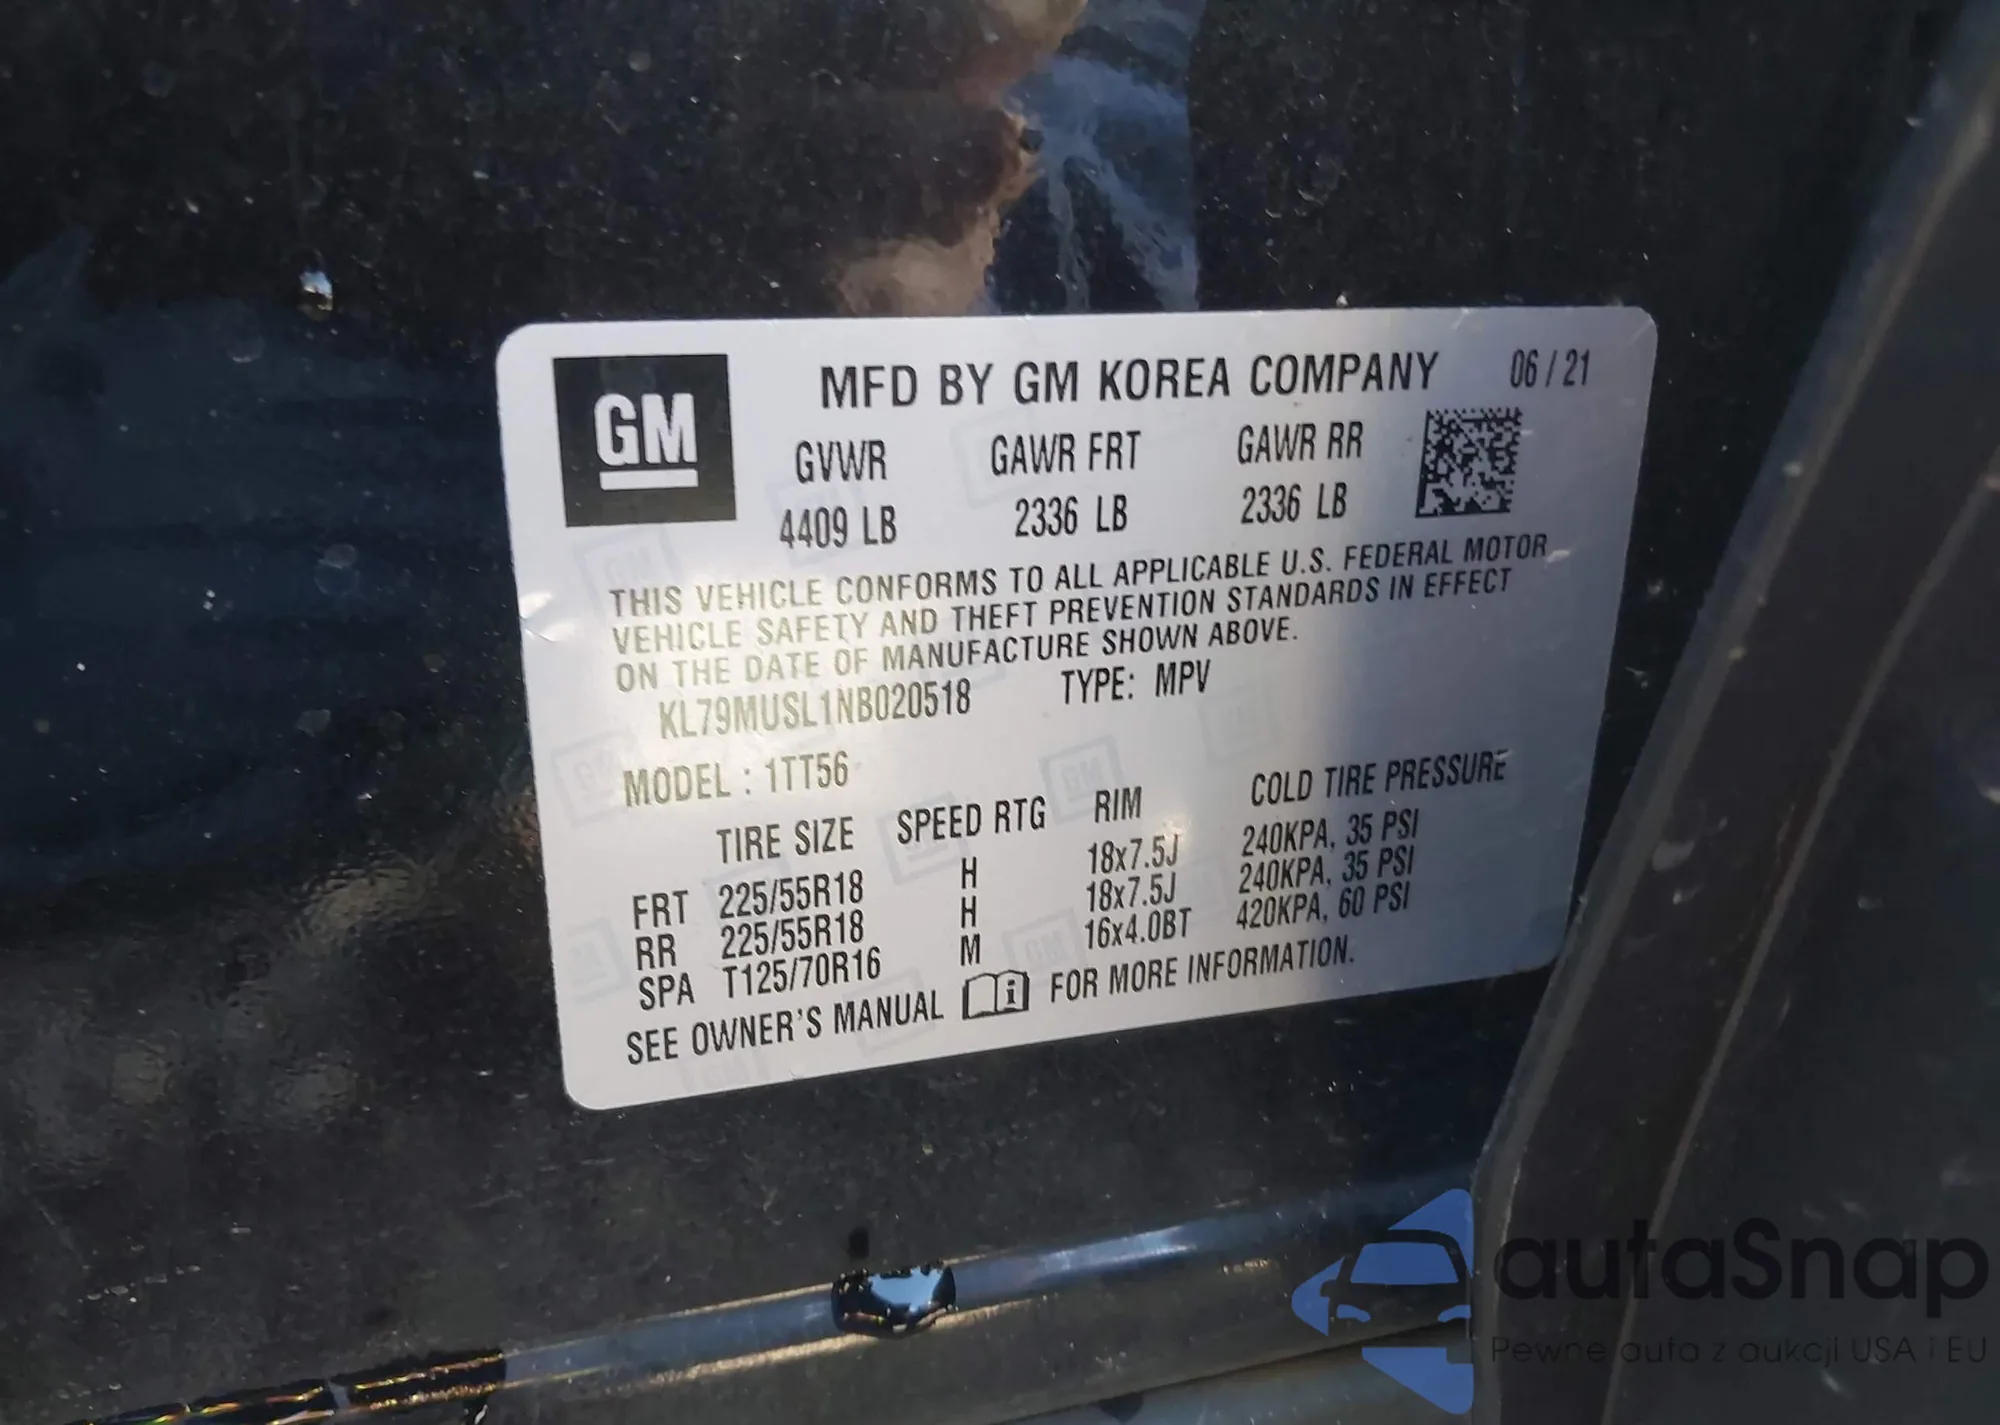 GM
MFD BY GM KOREA COMPANY 06 / 21
GVWR GAWR FRT GAWR RR
4409 LB 2336 LB 2336 LB
THIS VEHICLE CONFORMS TO ALL APPLICABLE U.S. FEDERAL MOTOR
VEHICLE SAFETY AND THEFT PREVENTION STANDARDS IN EFFECT
ON THE DATE OF MANUFACTURE SHOWN ABOVE.
KL79MUSL1NB020518 TYPE: MPV
MODEL : 1TT56
TIRE SIZE SPEED RTG RIM COLD TIRE PRESSURE
FRT 225/55R18 H 18x7.5J 240KPA, 35 PSI
RR 225/55R18 H 18x7.5J 240KPA, 35 PSI
SPA T125/70R16 M 16x4.0BT 420KPA, 60 PSI
SEE OWNER'S MANUAL i FOR MORE INFORMATION.
autaSnap
Pewne auta z aukcji USA i EU